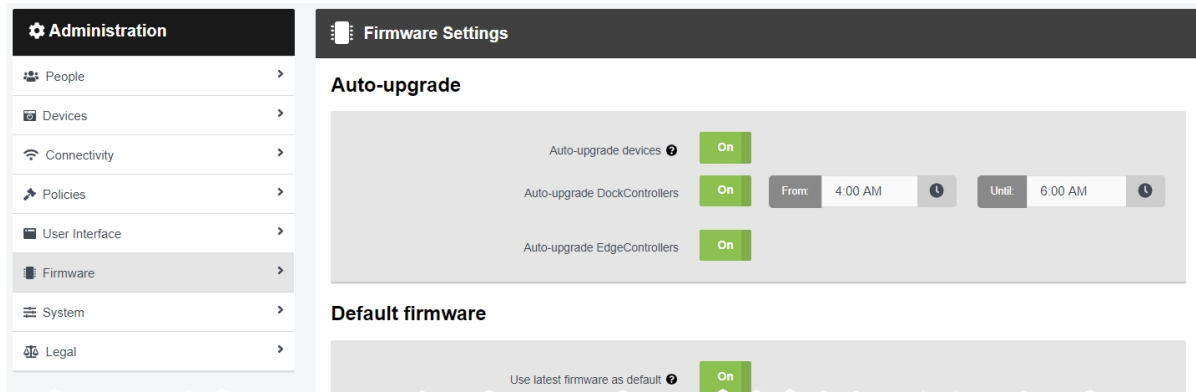 Administration
People
Devices
Connectivity
Policies
User Interface
Firmware
System
Legal
Firmware Settings
Auto-upgrade
Auto-upgrade devices On
Auto-upgrade DockControllers On From: 4:00 AM Until: 6:00 AM
Auto-upgrade EdgeControllers On
Default firmware
Use latest firmware as default On